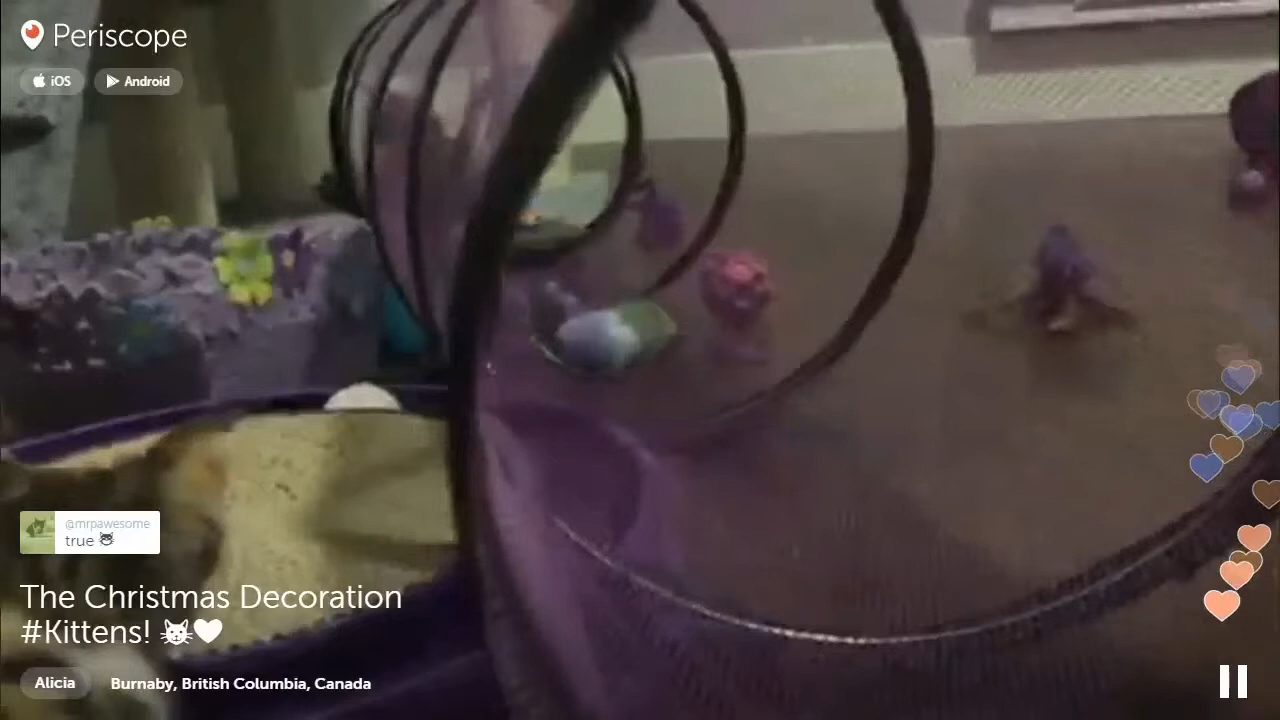 Periscope
iOS
Android
@mrpawesome
true
The Christmas Decoration
#Kittens!
Alicia
Burnaby, British Columbia, Canada